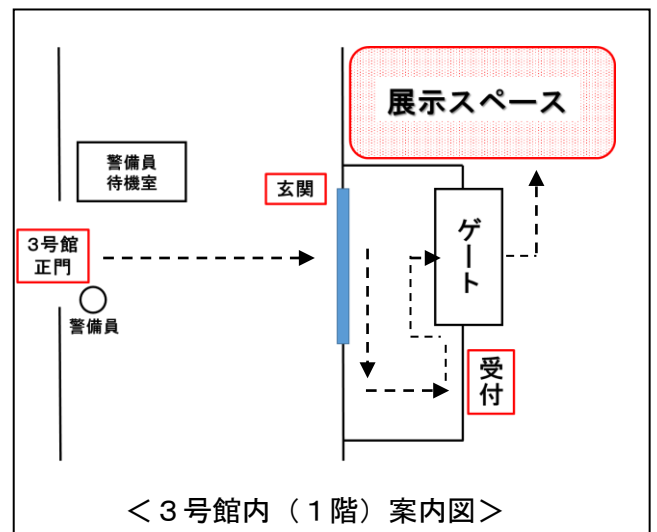 展示スペース
警備員
待機室
玄関
3号館
正門
警備員
ゲート
受付
＜３号館内（１階）案内図＞